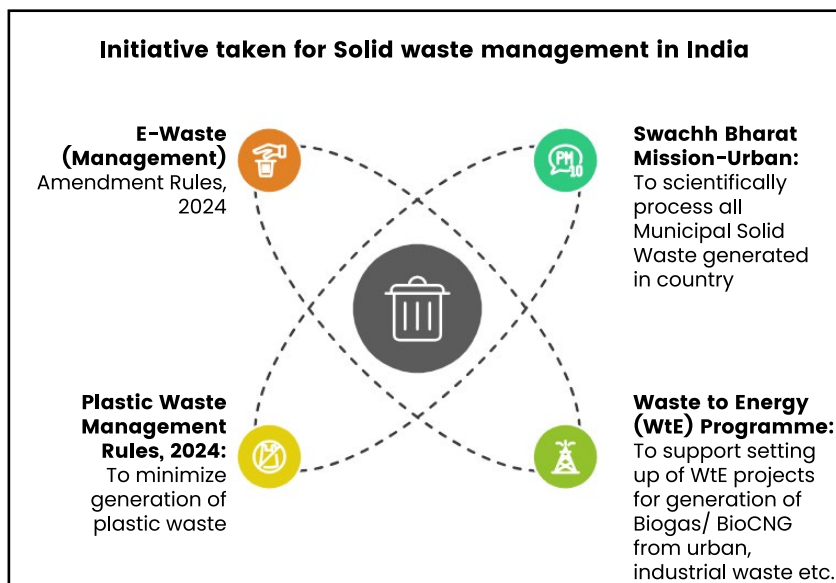 Initiative taken for Solid waste management in India
E-Waste
(Management)
Amendment Rules,
2024
Swachh Bharat
Mission-Urban:
To scientifically
process all
Municipal Solid
Waste generated
in country
PM
10
Plastic Waste
Management
Rules, 2024:
To minimize
generation of
plastic waste
Waste to Energy
(WtE) Programme:
To support setting
up of WtE projects
for generation of
Biogas/ BioCNG
from urban,
industrial waste etc.